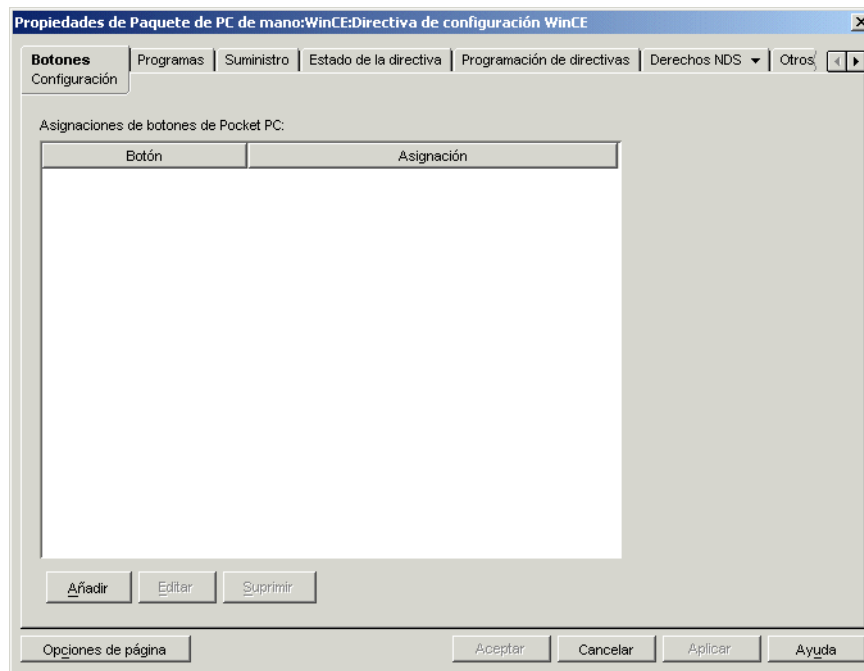 Propiedades de Paquete de PC de mano:WinCE:Directiva de configuración WinCE
Botones Programas Suministro Estado de la directiva Programación de directivas Derechos NDS Otros
Configuración
Asignaciones de botones de Pocket PC:
Botón Asignación
Añadir Editar Suprimir
Opciones de página Aceptar Cancelar Aplicar Ayuda